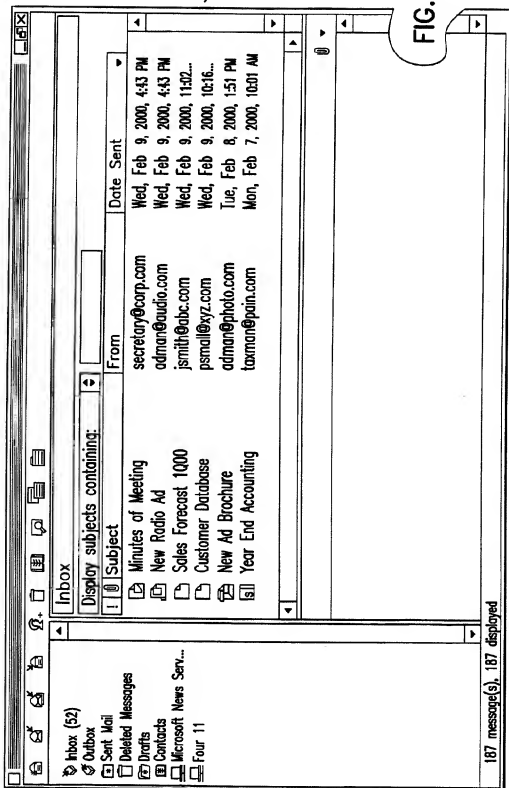 FIG.
Inbox
Display subjects containing:
! Subject From Date Sent
Minutes of Meeting secretary@corp.com Wed, Feb 9, 2000, 4:43 PM
New Radio Ad adman@audio.com Wed, Feb 9, 2000, 4:43 PM
Sales Forecast 1Q00 jsmith@abc.com Wed, Feb 9, 2000, 11:02...
Customer Database psmall@xyz.com Wed, Feb 9, 2000, 10:16...
New Ad Brochure adman@photo.com Tue, Feb 8, 2000, 1:51 PM
Year End Accounting taxman@pain.com Mon, Feb 7, 2000, 10:01 AM
Inbox (52)
Outbox
Sent Mail
Deleted Messages
Drafts
Contacts
Microsoft News Serv...
Four 11
187 message(s), 187 displayed